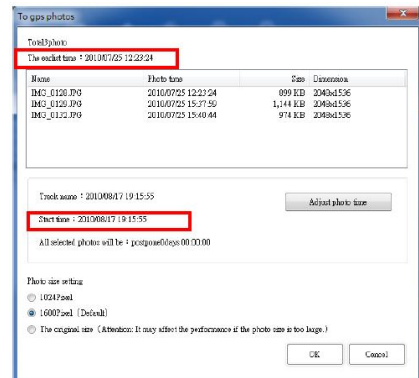 To gps photos
Total3photo
The earlist time : 2010/07/25 12:23:24
Name Photo time Size Dimension
IMG_0128.JPG 2010/07/25 12:23:24 899 KB 2048x1536
IMG_0129.JPG 2010/07/25 15:37:59 1,144 KB 2048x1536
IMG_0132.JPG 2010/07/25 15:40:44 974 KB 2048x1536
Track name : 2010/08/17 19:15:55
Adjust photo time
Start time : 2010/08/17 19:15:55
All selected photos will be : postpone0days 00:00:00
Photo size setting
1024Pixel
1600Pixel (Default)
The original size (Attention: It may affect the performance if the photo size is too large.)
OK Cancel